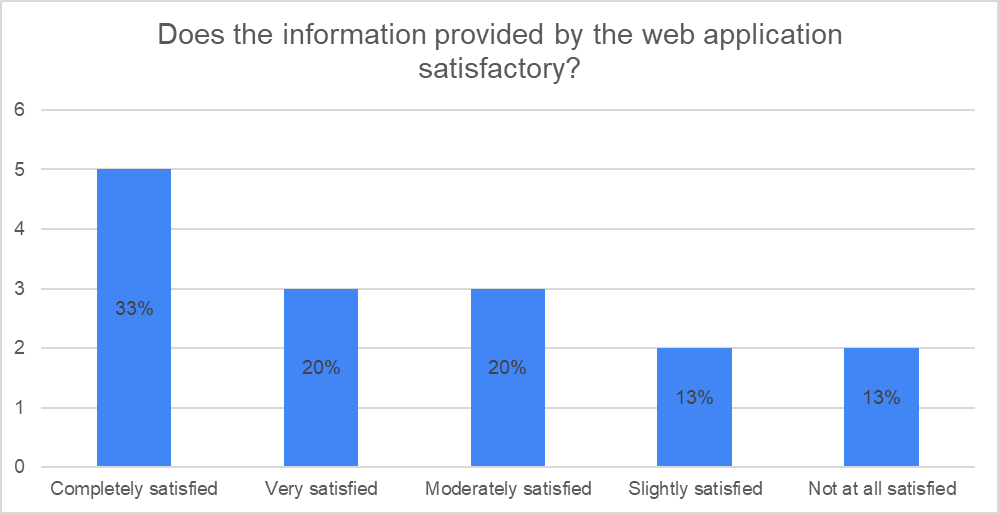 Does the information provided by the web application
satisfactory?
6
5
4
3
2
1
0
33%
20%
20%
13%
13%
Completely satisfied
Very satisfied
Moderately satisfied
Slightly satisfied
Not at all satisfied